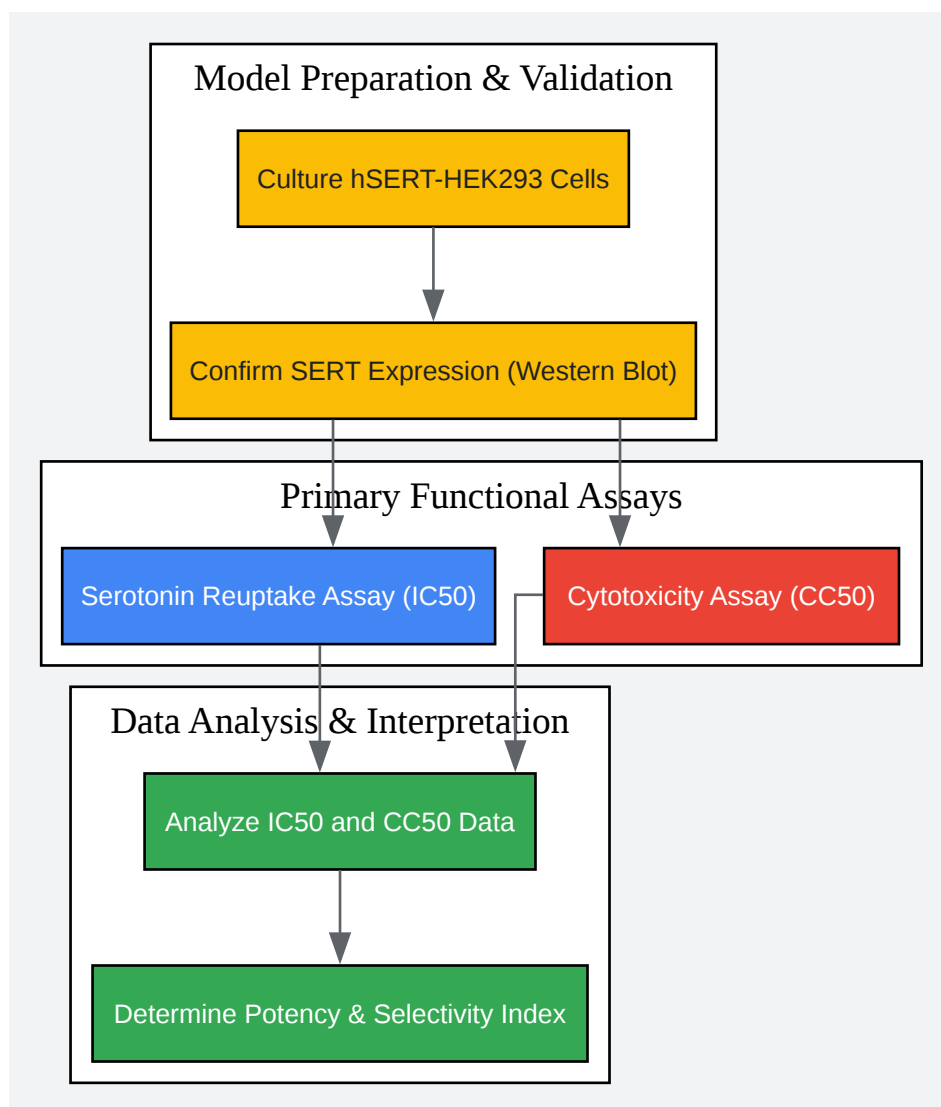 Model Preparation & Validation
Culture hSERT-HEK293 Cells
Confirm SERT Expression (Western Blot)
Primary Functional Assays
Serotonin Reuptake Assay (IC50)
Cytotoxicity Assay (CC50)
Data Analysis & Interpretation
Analyze IC50 and CC50 Data
Determine Potency & Selectivity Index